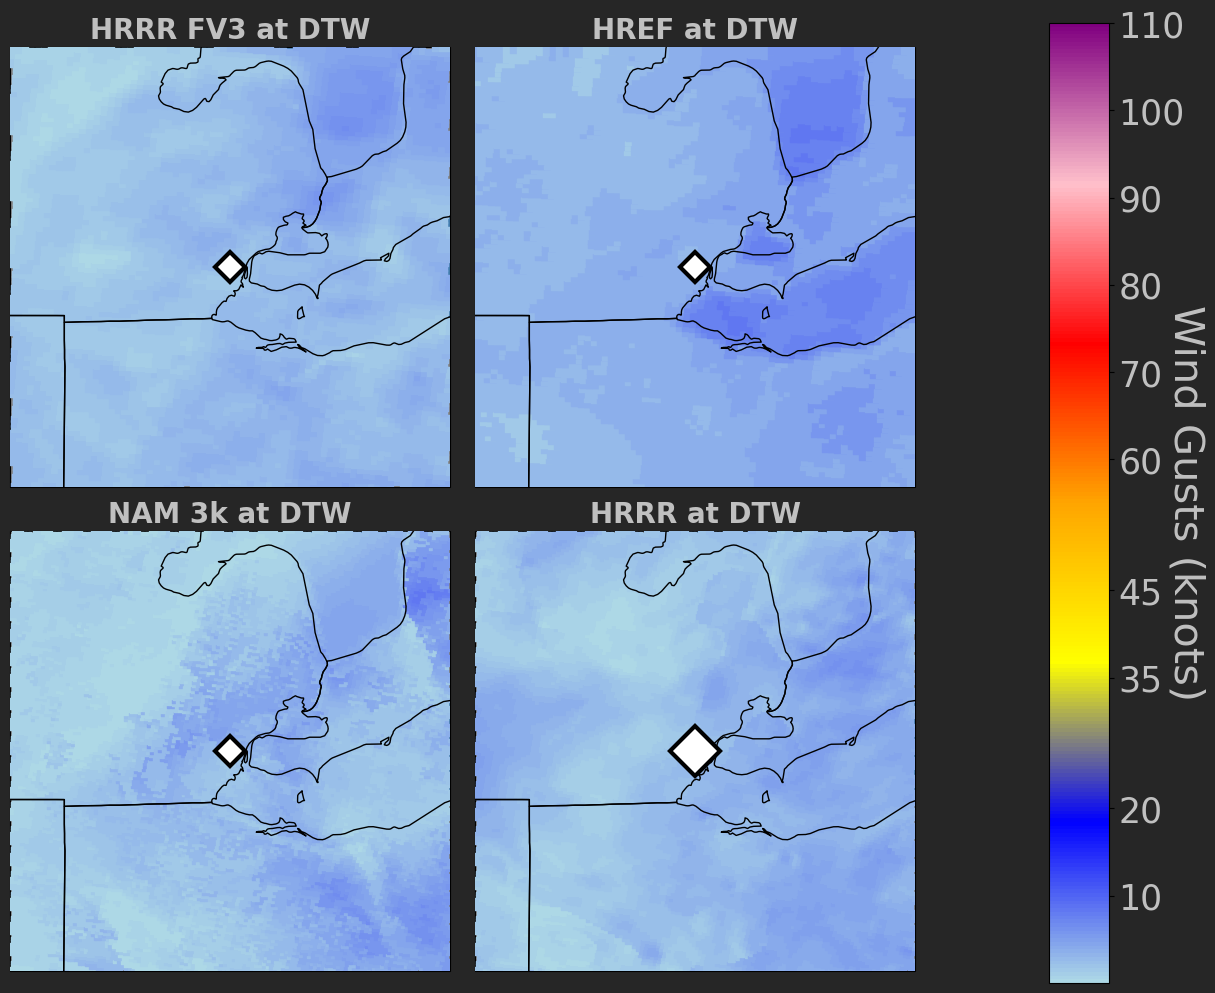 HRRR FV3 at DTW
HREF at DTW
NAM 3k at DTW
HRRR at DTW
110
100
90
80
70
60
45
35
20
10
Wind Gusts (knots)